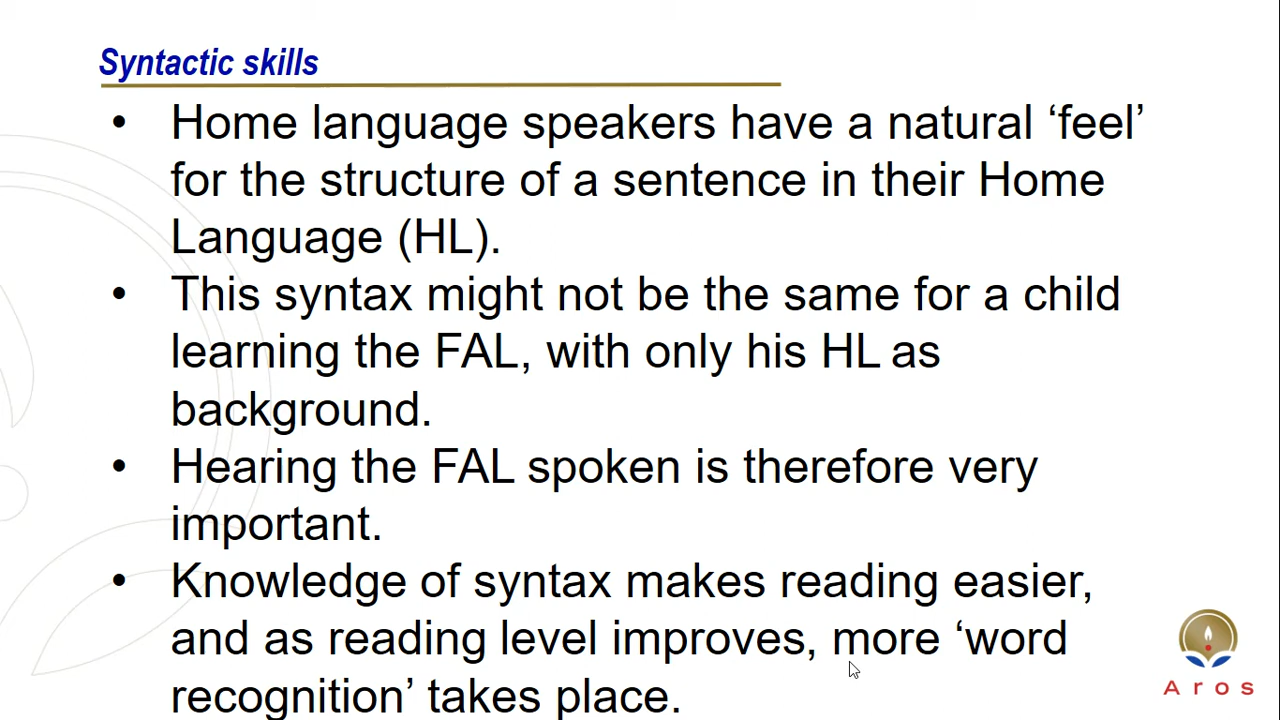 Syntactic skills
• Home language speakers have a natural ‘feel’
for the structure of a sentence in their Home
Language (HL).
• This syntax might not be the same for a child
learning the FAL, with only his HL as
background.
• Hearing the FAL spoken is therefore very
important.
• Knowledge of syntax makes reading easier,
and as reading level improves, more ‘word
recognition’ takes place.
Aros